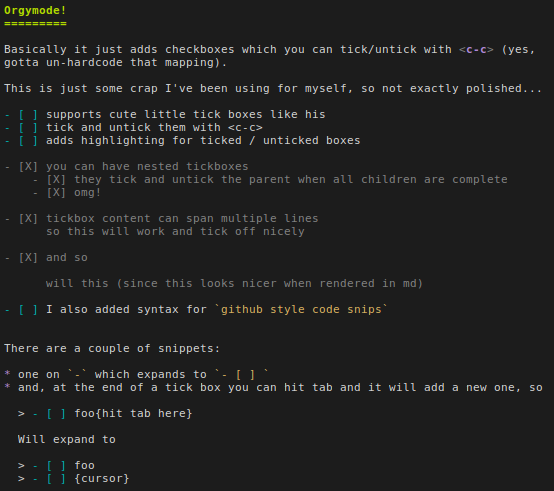 Orgymode!
=========
Basically it just adds checkboxes which you can tick/untick with <c-c> (yes,
gotta un-hardcode that mapping).
This is just some crap I've been using for myself, so not exactly polished...
- [ ] supports cute little tick boxes like his
- [ ] tick and untick them with <c-c>
- [ ] adds highlighting for ticked / unticked boxes
- [X] you can have nested tickboxes
    - [X] they tick and untick the parent when all children are complete
    - [X] omg!
- [X] tickbox content can span multiple lines
      so this will work and tick off nicely
- [X] and so
      will this (since this looks nicer when rendered in md)
- [ ] I also added syntax for `github style code snips`
There are a couple of snippets:
* one on `-` which expands to `- [ ] `
* and, at the end of a tick box you can hit tab and it will add a new one, so
  > - [ ] foo{hit tab here}
  Will expand to
  > - [ ] foo
  > - [ ] {cursor}